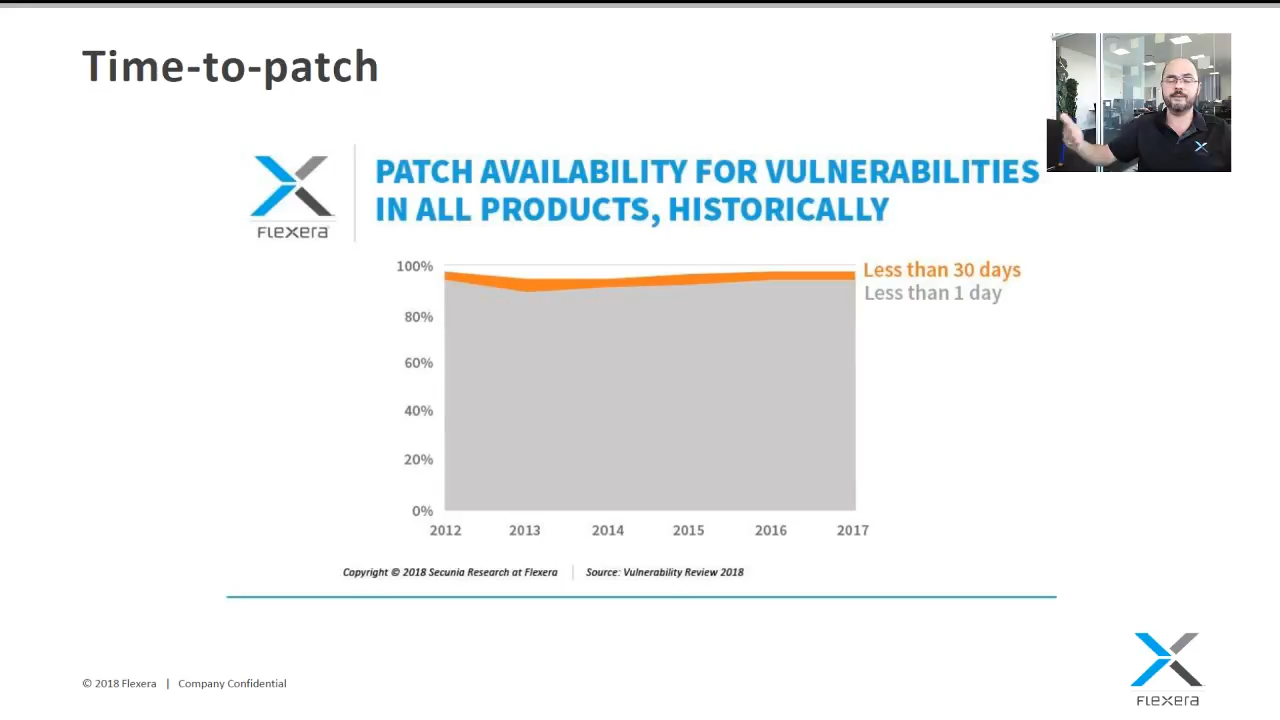 Time-to-patch
FLEXera
PATCH AVAILABILITY FOR VULNERABILITIES
IN ALL PRODUCTS, HISTORICALLY
100%
80%
60%
40%
20%
0%
Less than 30 days
Less than 1 day
2012 2013 2014 2015 2016 2017
Copyright © 2018 Secunia Research at Flexera | Source: Vulnerability Review 2018
© 2018 Flexera | Company Confidential
FLEXera